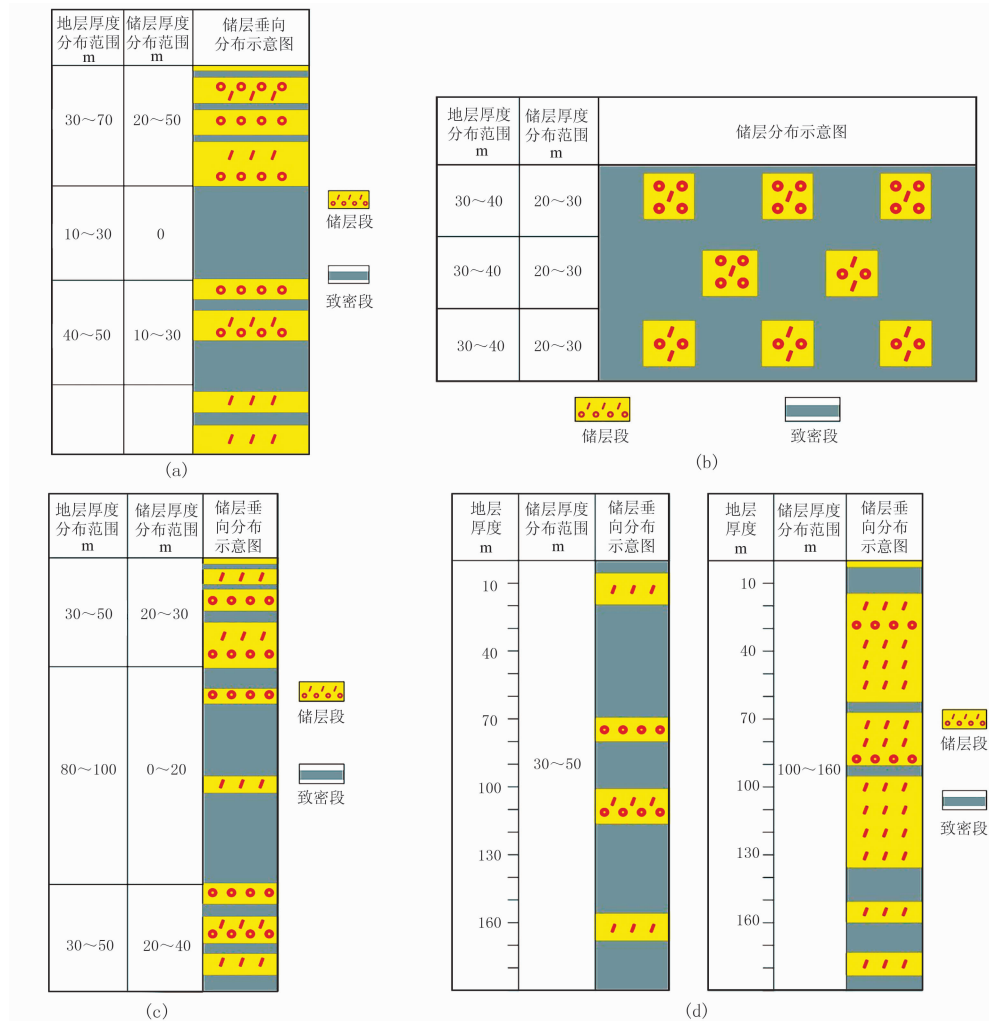 地层厚度
分布范围
m
储层厚度
分布范围
m
储层垂向
分布示意图
30～70
20～50
10～30
0
40～50
10～30
储层段
致密段
(a)
地层厚度
分布范围
m
储层厚度
分布范围
m
储层分布示意图
30～40
20～30
30～40
20～30
30～40
20～30
储层段
致密段
(b)
地层厚度
分布范围
m
储层厚度
分布范围
m
储层垂
向分布
示意图
30～50
20～30
80～100
0～20
30～50
20～40
储层段
致密段
(c)
地层
厚度
m
储层厚度
分布范围
m
储层垂
向分布
示意图
10
40
70
100
130
160
30～50
地层
厚度
m
储层厚度
分布范围
m
储层垂
向分布
示意图
10
40
70
100
130
160
100～160
储层段
致密段
(d)